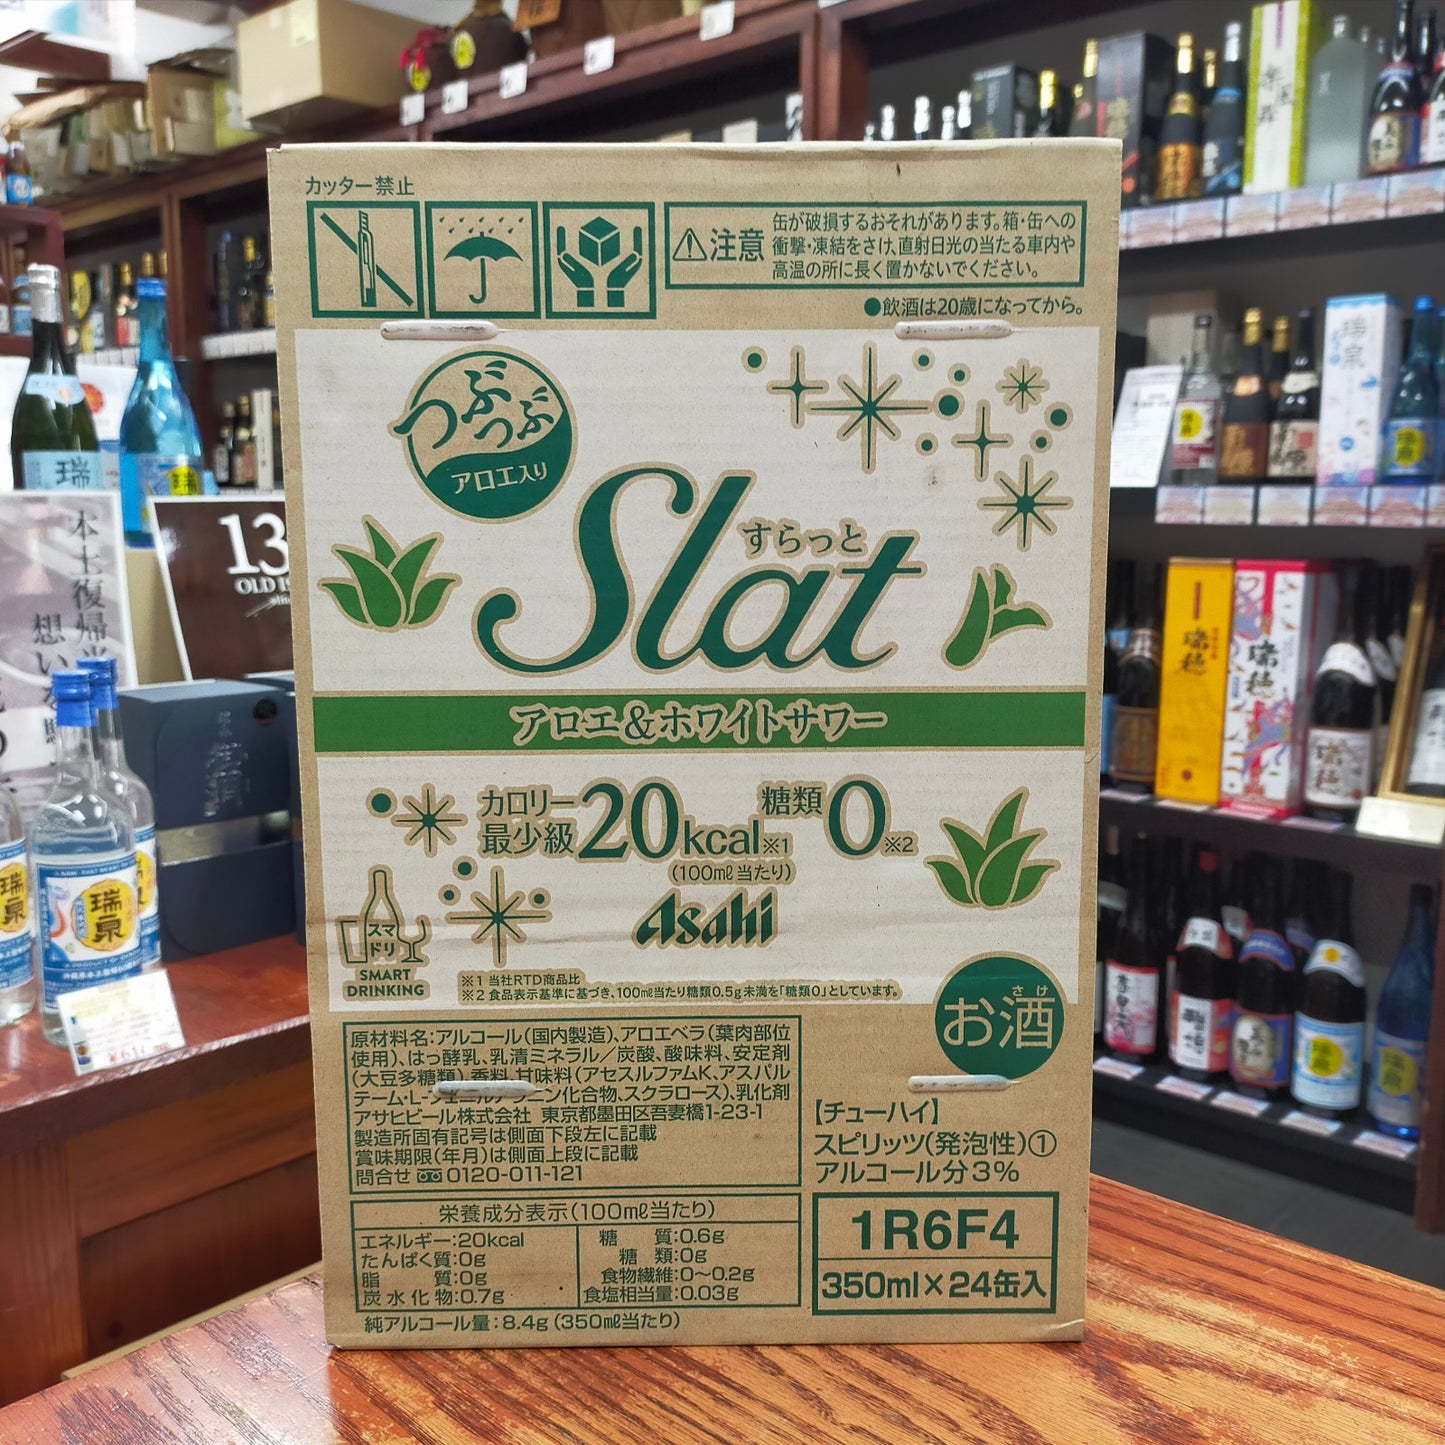 カッター禁止
注意
缶が破損するおそれがあります。箱・缶への
衝撃・凍結をさけ、直射日光の当たる車内や
高温の所に長く置かないでください。
●飲酒は20歳になってから。
つぶつぶ
アロエ入り
すらっと
Slat
アロエ&ホワイトサワー
カロリー
最少級
20kcal※1
(100mℓ当たり)
糖類0※2
Asahi
スマドリ
SMART
DRINKING
※1 当社RTD商品比
※2 食品表示基準に基づき、100mℓ当たり糖類0.5g未満を「糖類0」としています。
さけ
お酒
原材料名:アルコール(国内製造)、アロエベラ(葉肉部位
使用)、はっ酵乳、乳清ミネラル/炭酸、酸味料、安定剤
(大豆多糖類)、香料、甘味料(アセスルファムK、アスパル
テーム・L-フェニルアラニン化合物、スクラロース)、乳化剤
アサヒビール株式会社 東京都墨田区吾妻橋1-23-1
製造所固有記号は側面下段左に記載
賞味期限(年月)は側面上段に記載
問合せ 0120-011-121
【チューハイ】
スピリッツ(発泡性)①
アルコール分3%
栄養成分表示(100mℓ当たり)
エネルギー:20kcal
たんぱく質:0g
脂質:0g
炭水化物:0.7g
糖質:0.6g
糖類:0g
食物繊維:0~0.2g
食塩相当量:0.03g
純アルコール量:8.4g(350mℓ当たり)
1R6F4
350ml×24缶入
本土復帰
想い
13
OLD
瑞泉
瑞穂
瑞穂
瑞泉